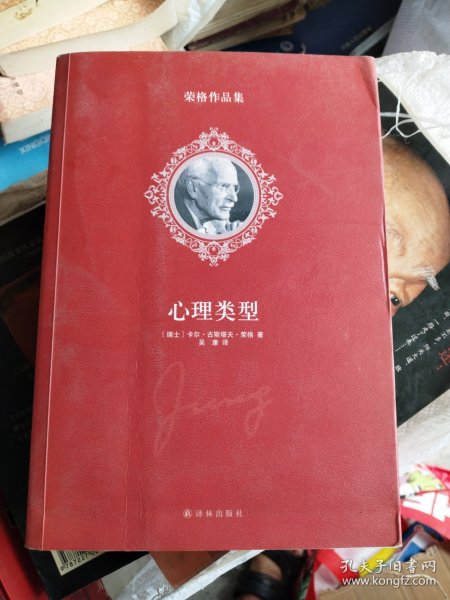 荣格作品集
心理类型
〔瑞士〕卡尔·古斯塔夫·荣格 著
吴康 译
Jung
译林出版社
孔夫子旧书网
www.kongfz.com